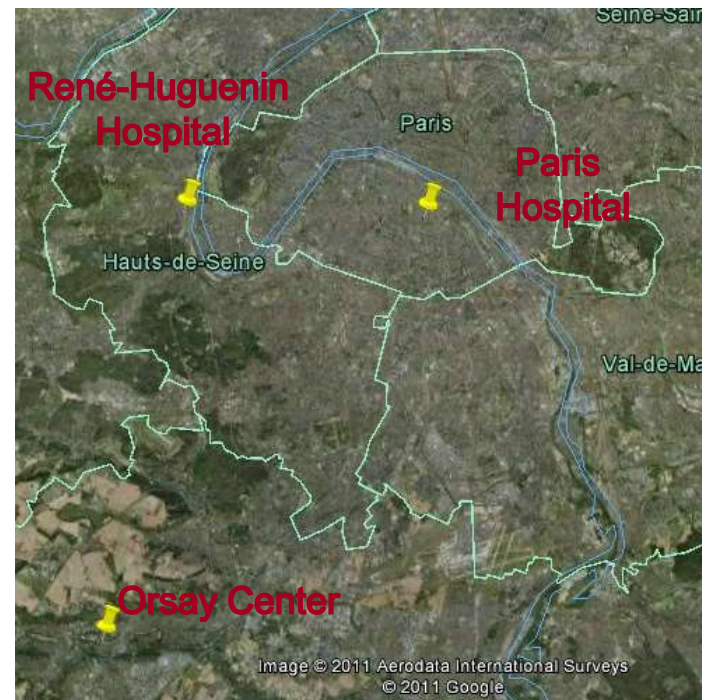 Seine-Sain
René-Huguenin
Hospital
Paris
Paris
Hospital
Hauts-de-Seine
Val-de-Ma
Orsay Center
Image © 2011 Aerodata International Surveys
© 2011 Google